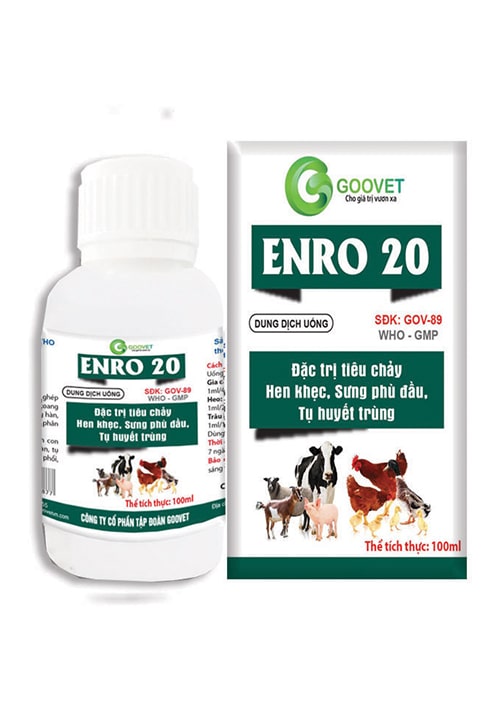 GOOVET
Cho giá trị vươn xa
ENRO 20
DUNG DỊCH UỐNG
SĐK: GOV-89
WHO - GMP
Đặc trị tiêu chảy
Hen khẹc, Sưng phù đầu,
Tụ huyết trùng
Thể tích thực: 100ml
GOOVET
ENRO 20
DUNG DỊCH UỐNG
SĐK: GOV-89
WHO - GMP
Đặc trị tiêu chảy
Hen khẹc, Sưng phù đầu,
Tụ huyết trùng
Thể tích thực: 100ml
CÔNG TY CỔ PHẦN TẬP ĐOÀN GOOVET